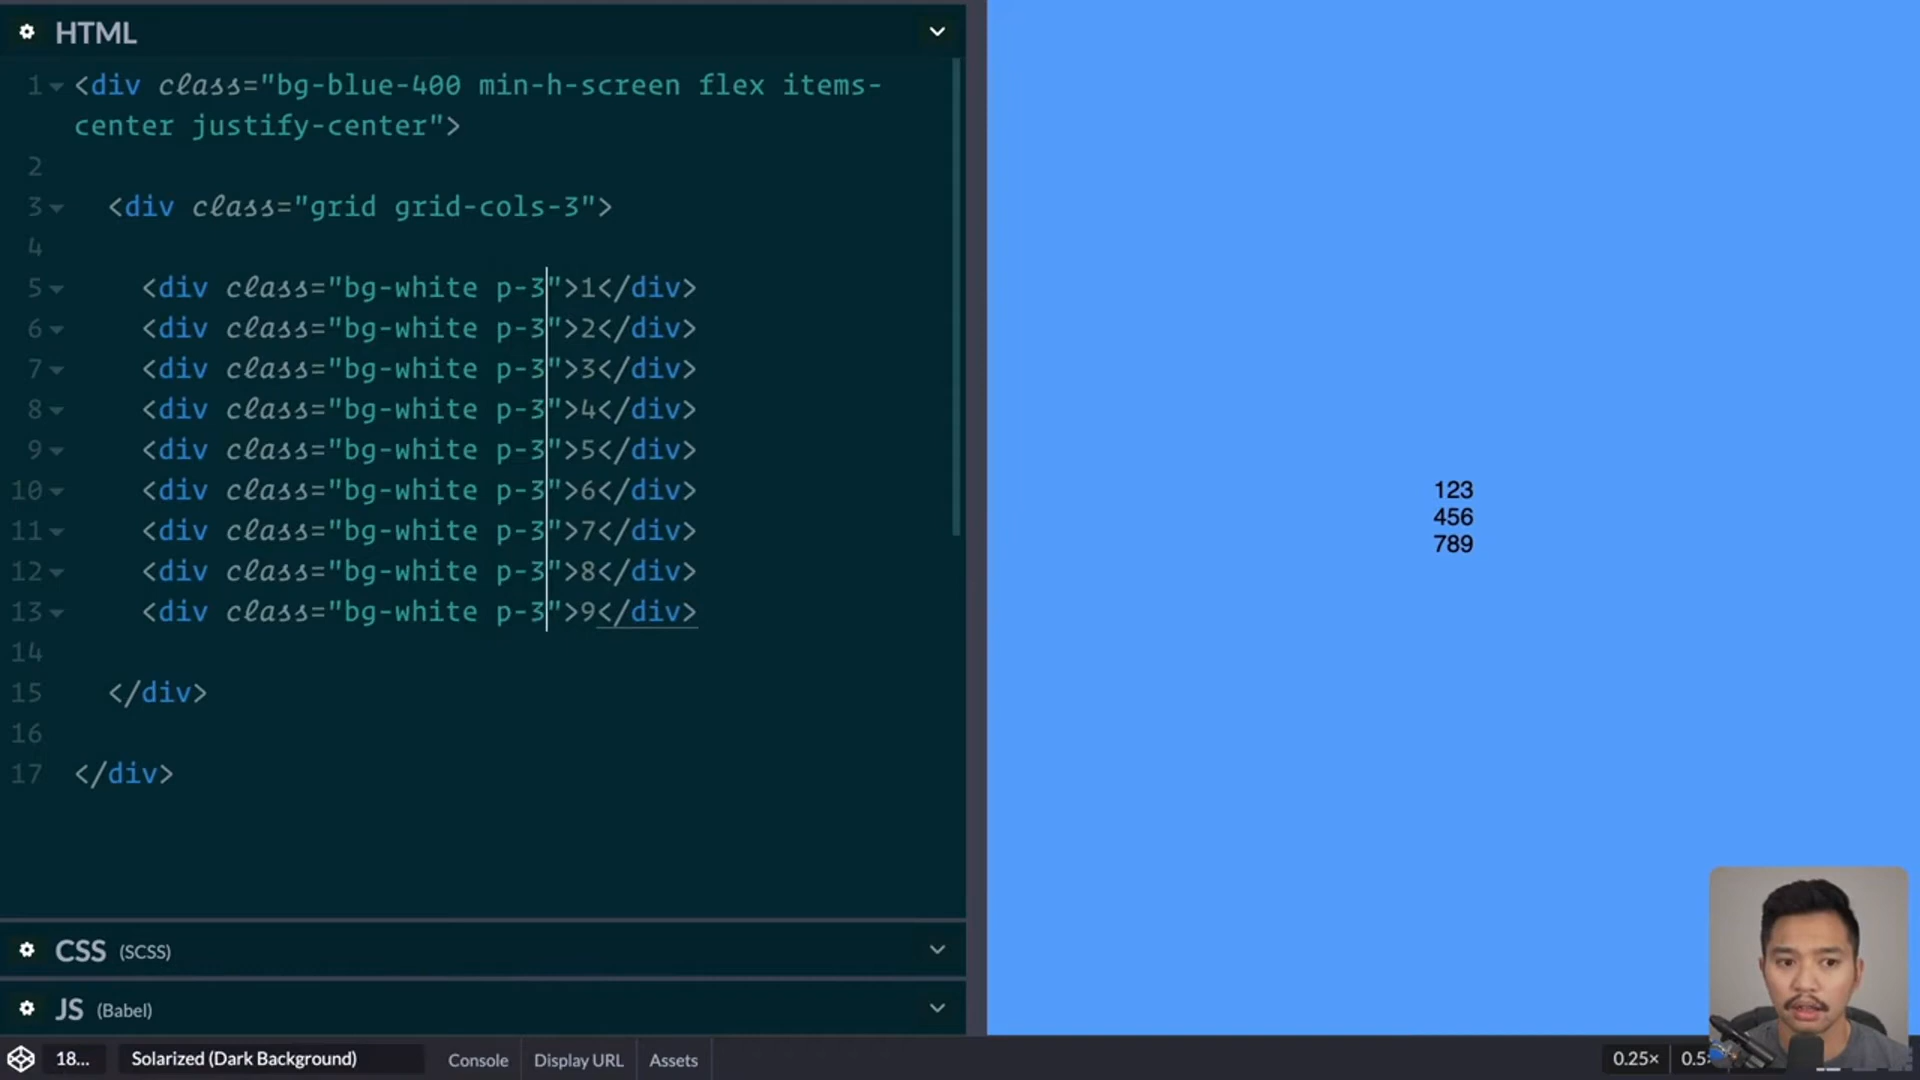 HTML
1 <div class="bg-blue-400 min-h-screen flex items-
center justify-center">
2
3 <div class="grid grid-cols-3">
4
5 <div class="bg-white p-3">1</div>
6 <div class="bg-white p-3">2</div>
7 <div class="bg-white p-3">3</div>
8 <div class="bg-white p-3">4</div>
9 <div class="bg-white p-3">5</div>
10 <div class="bg-white p-3">6</div>
11 <div class="bg-white p-3">7</div>
12 <div class="bg-white p-3">8</div>
13 <div class="bg-white p-3">9</div>
14
15 </div>
16
17 </div>
123
456
789
CSS (SCSS)
JS (Babel)
18... Solarized (Dark Background) Console Display URL Assets 0.25×